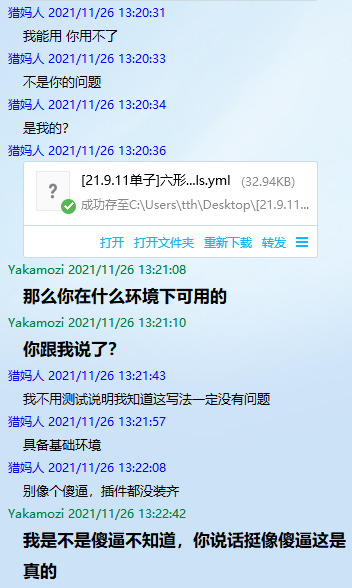 猎妈人 2021/11/26 13:20:31
我能用 你用不了
猎妈人 2021/11/26 13:20:33
不是你的问题
猎妈人 2021/11/26 13:20:34
是我的?
猎妈人 2021/11/26 13:20:36
[21.9.11单子]六形...ls.yml (32.94KB)
成功存至C:\Users\tth\Desktop\[21.9.11...
打开 打开文件夹 重新下载 转发
Yakamozi 2021/11/26 13:21:08
那么你在什么环境下可用的
Yakamozi 2021/11/26 13:21:10
你跟我说了?
猎妈人 2021/11/26 13:21:43
我不用测试说明我知道这写法一定没有问题
猎妈人 2021/11/26 13:21:57
具备基础环境
猎妈人 2021/11/26 13:22:08
别像个傻逼，插件都没装齐
Yakamozi 2021/11/26 13:22:42
我是不是傻逼不知道，你说话挺像傻逼这是
真的